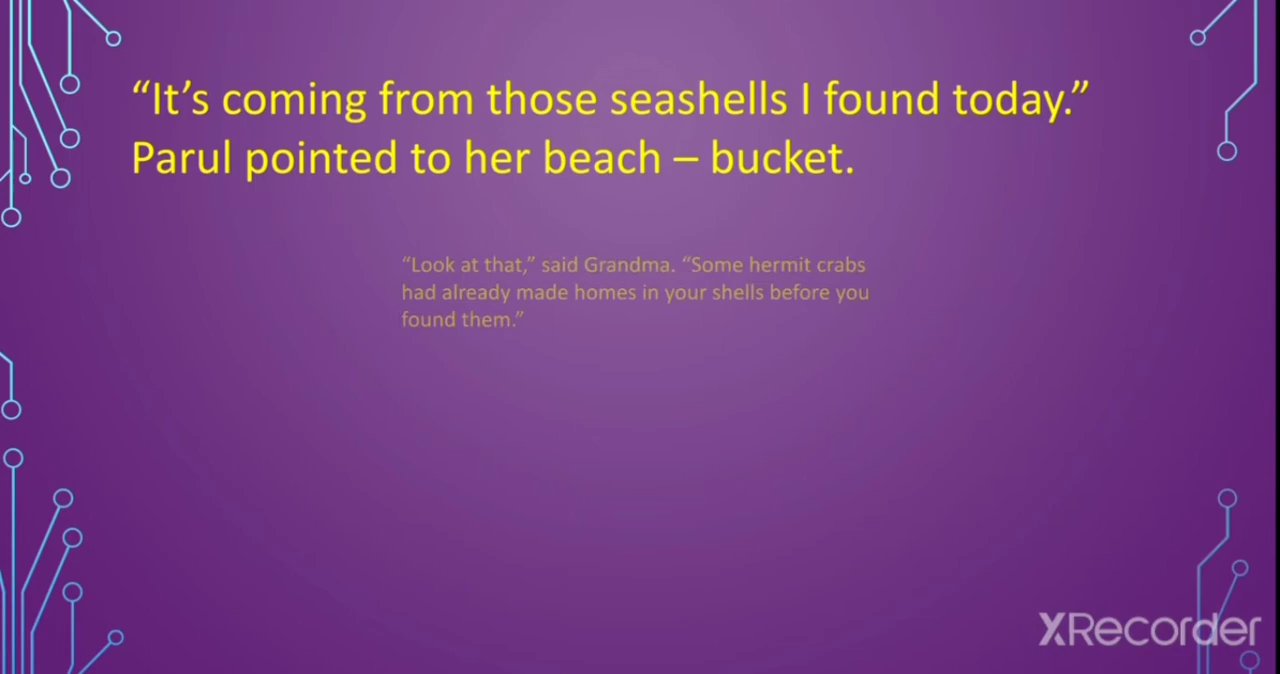 “It’s coming from those seashells I found today.”
Parul pointed to her beach – bucket.
“Look at that,” said Grandma. “Some hermit crabs
had already made homes in your shells before you
found them.”
XRecorder